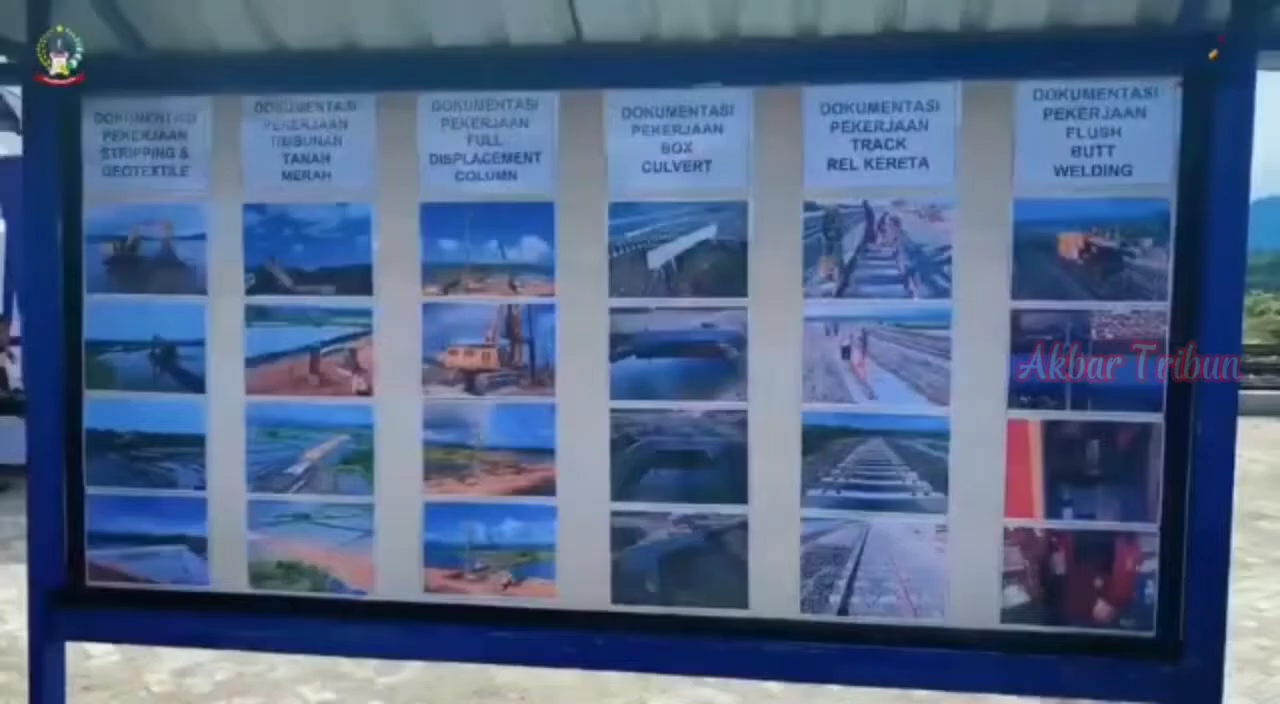 DOKUMENTASI
PEKERJAAN
STRIPPING &
GEOTEXTILE
DOKUMENTASI
PEKERJAAN
TIMBUNAN
TANAH
MERAH
DOKUMENTASI
PEKERJAAN
FULL
DISPLACEMENT
COLUMN
DOKUMENTASI
PEKERJAAN
BOX
CULVERT
DOKUMENTASI
PEKERJAAN
TRACK
REL KERETA
DOKUMENTASI
PEKERJAAN
FLUSH
BUTT
WELDING
Akbar Tribun